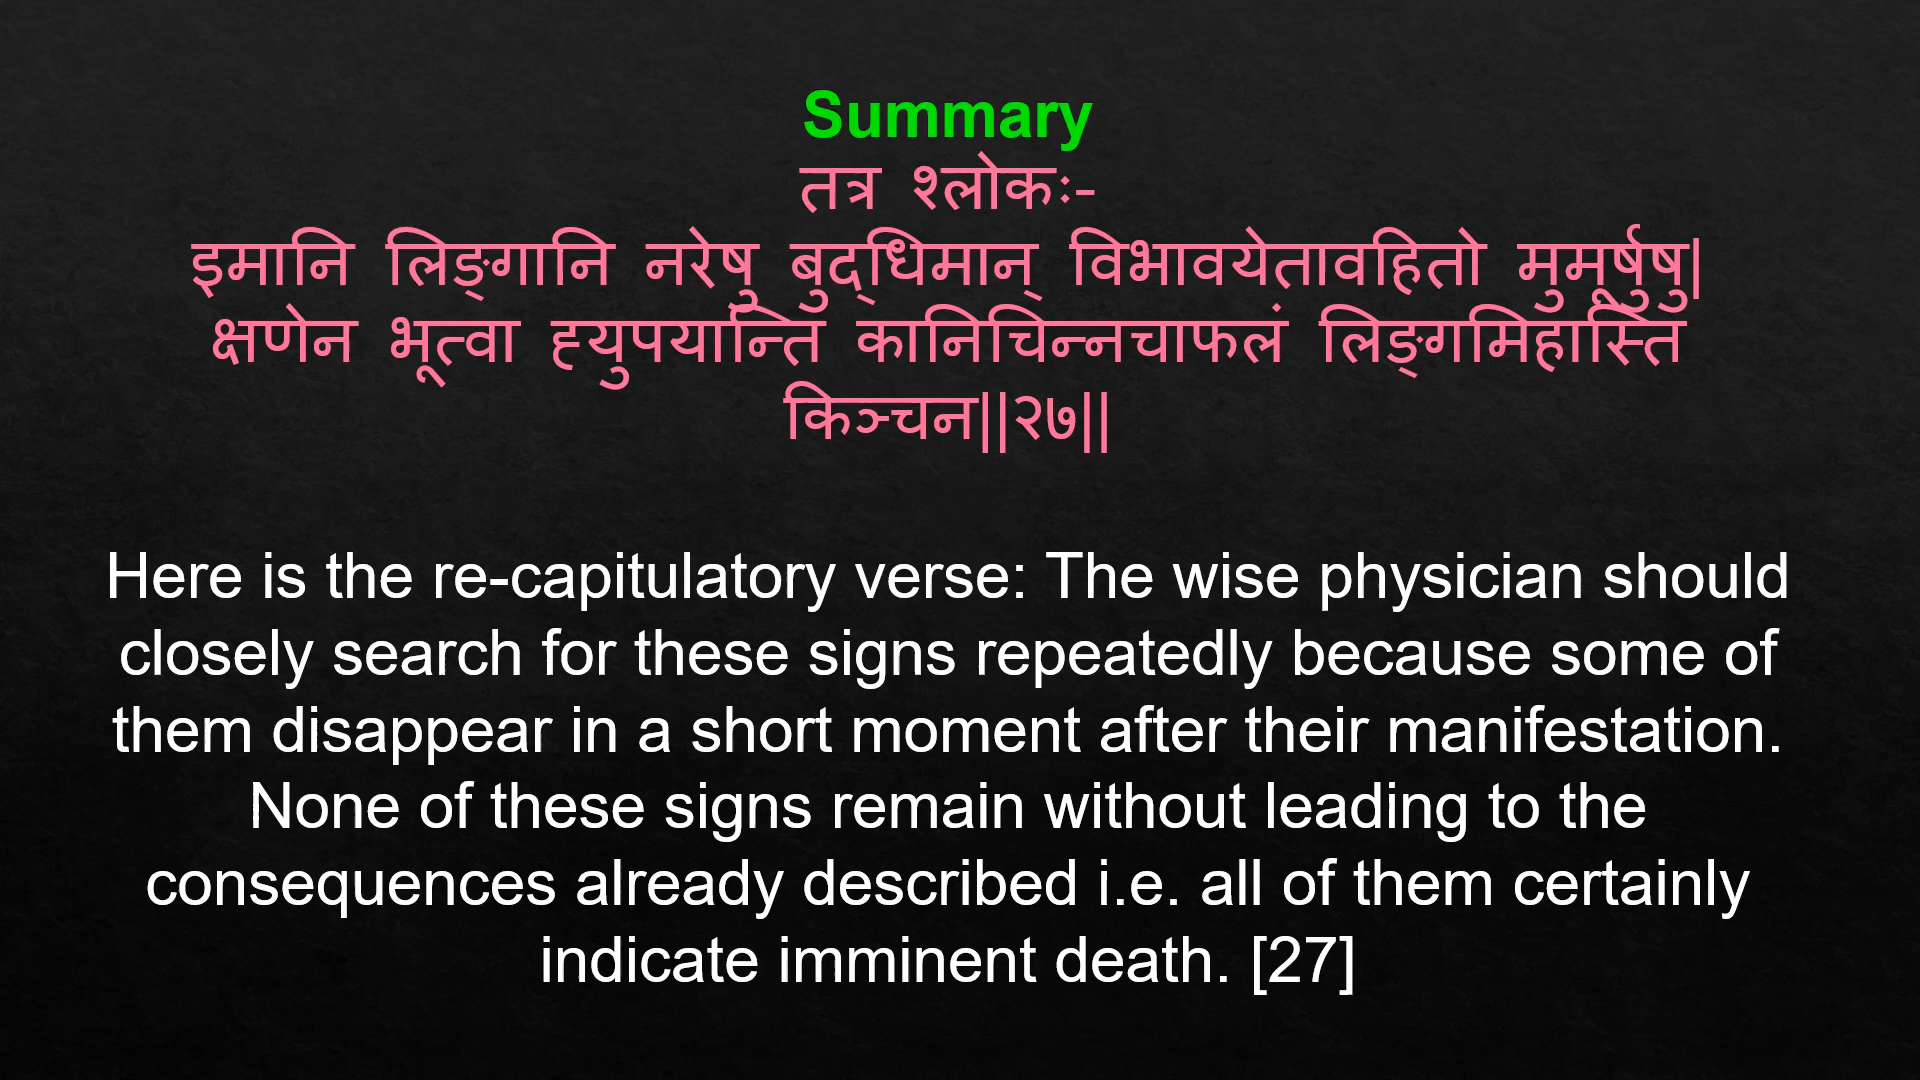 Summary
तत्र श्लोकः-
इमानि लिङ्गानि नरेषु बुद्धिमान् विभावयेतावहितो मुमूर्षुषु|
क्षणेन भूत्वा ह्युपयान्ति कानिचिन्नचाफलं लिङ्गमिहास्ति
किञ्चन||२७||
Here is the re-capitulatory verse: The wise physician should
closely search for these signs repeatedly because some of
them disappear in a short moment after their manifestation.
None of these signs remain without leading to the
consequences already described i.e. all of them certainly
indicate imminent death. [27]